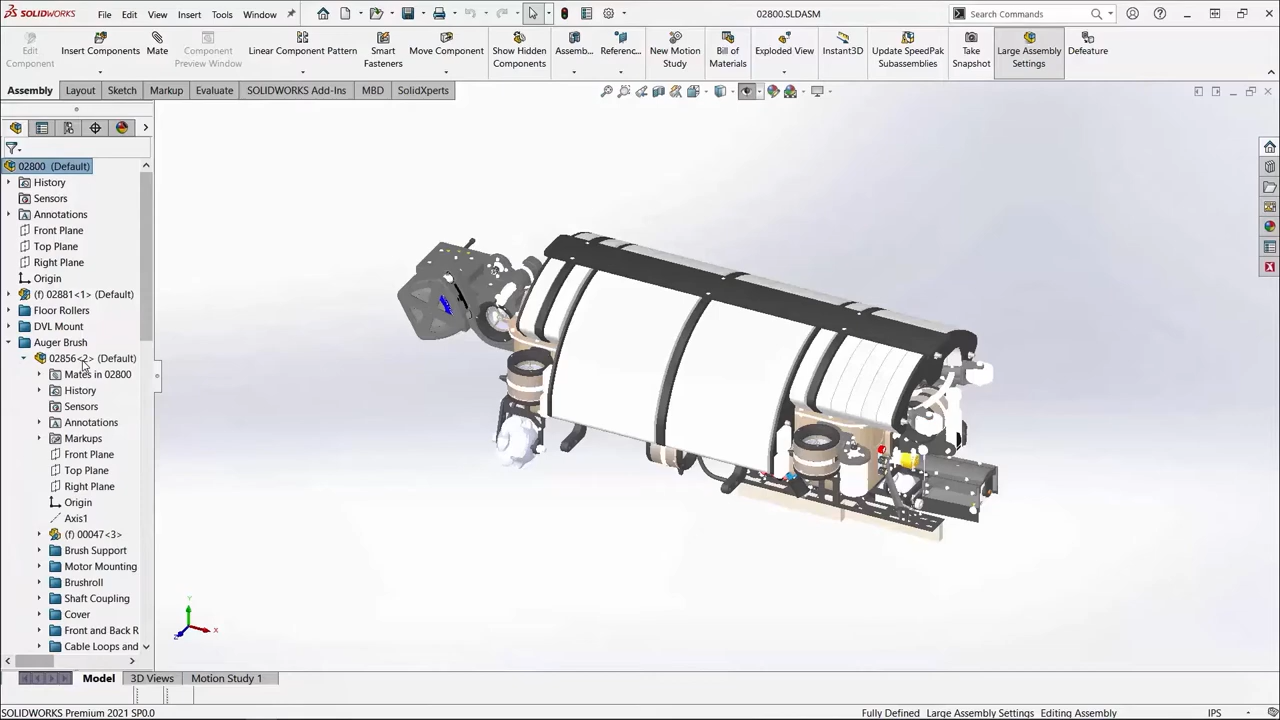 SOLIDWORKS File Edit View Insert Tools Window 02800.SLDASM Search Commands
Edit Component
Insert Components
Mate
Component Preview Window
Linear Component Pattern
Smart Fasteners
Move Component
Show Hidden Components
Assemb...
Referenc...
New Motion Study
Bill of Materials
Exploded View
Instant3D
Update SpeedPak Subassemblies
Take Snapshot
Large Assembly Settings
Defeature
Assembly Layout Sketch Markup Evaluate SOLIDWORKS Add-Ins MBD SolidXperts
02800 (Default)
History
Sensors
Annotations
Front Plane
Top Plane
Right Plane
Origin
(f) 02881<1> (Default)
Floor Rollers
DVL Mount
Auger Brush
02856<2> (Default)
Mates in 02800
History
Sensors
Annotations
Markups
Front Plane
Top Plane
Right Plane
Origin
Axis1
(f) 00047<3>
Brush Support
Motor Mounting
Brushroll
Shaft Coupling
Cover
Front and Back R
Cable Loops and
Y
X
Z
Model 3D Views Motion Study 1
SOLIDWORKS Premium 2021 SP0.0 Fully Defined Large Assembly Settings Editing Assembly IPS